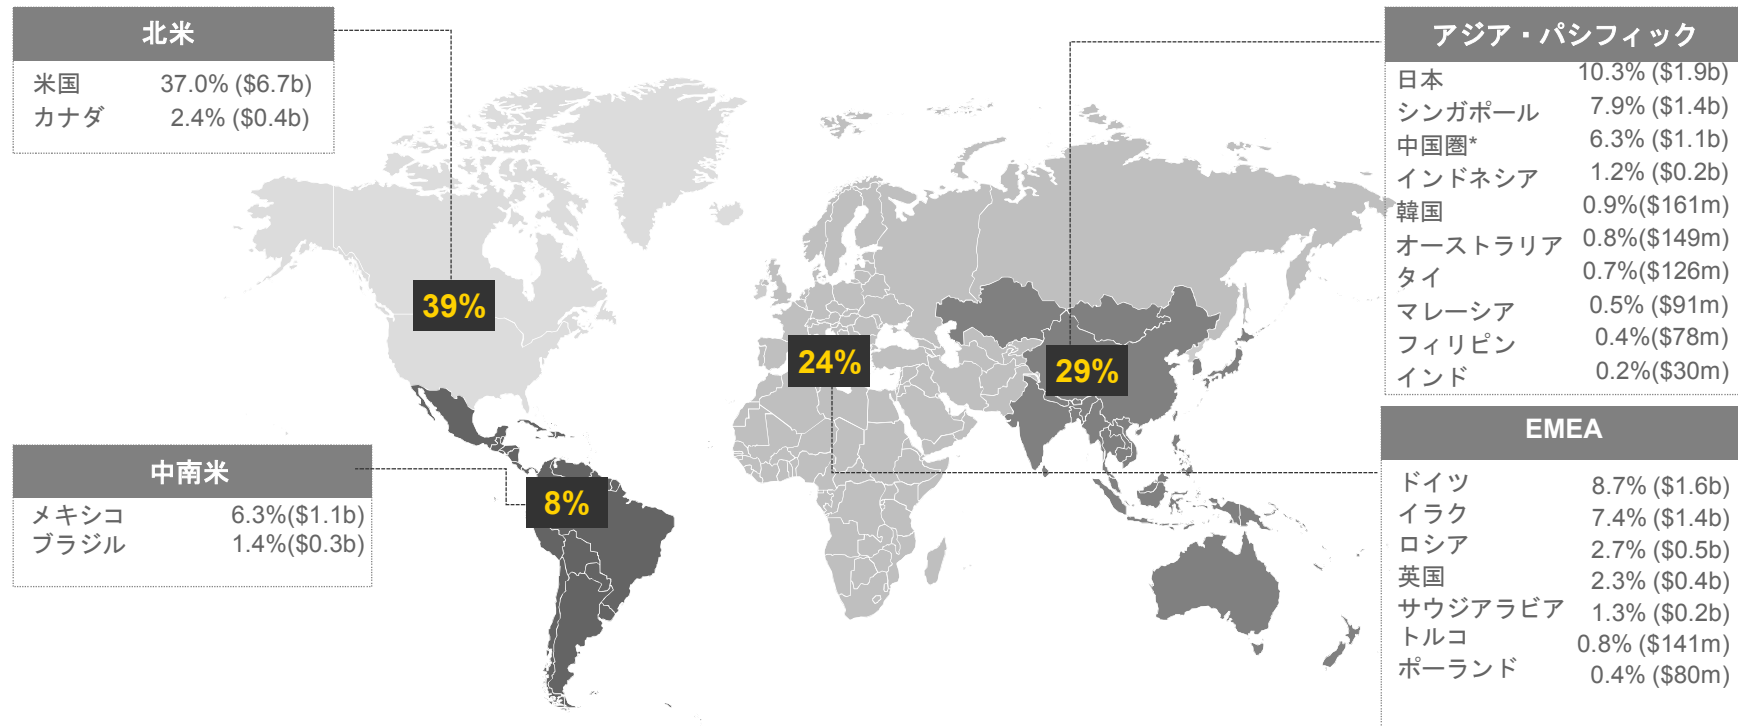 北米
米国 37.0% ($6.7b)
カナダ 2.4% ($0.4b)
39%
中南米
メキシコ 6.3%($1.1b)
ブラジル 1.4%($0.3b)
8%
24%
29%
アジア・パシフィック
日本 10.3% ($1.9b)
シンガポール 7.9% ($1.4b)
中国圏* 6.3% ($1.1b)
インドネシア 1.2% ($0.2b)
韓国 0.9%($161m)
オーストラリア 0.8%($149m)
タイ 0.7%($126m)
マレーシア 0.5% ($91m)
フィリピン 0.4%($78m)
インド 0.2%($30m)
EMEA
ドイツ 8.7% ($1.6b)
イラク 7.4% ($1.4b)
ロシア 2.7% ($0.5b)
英国 2.3% ($0.4b)
サウジアラビア 1.3% ($0.2b)
トルコ 0.8% ($141m)
ポーランド 0.4% ($80m)